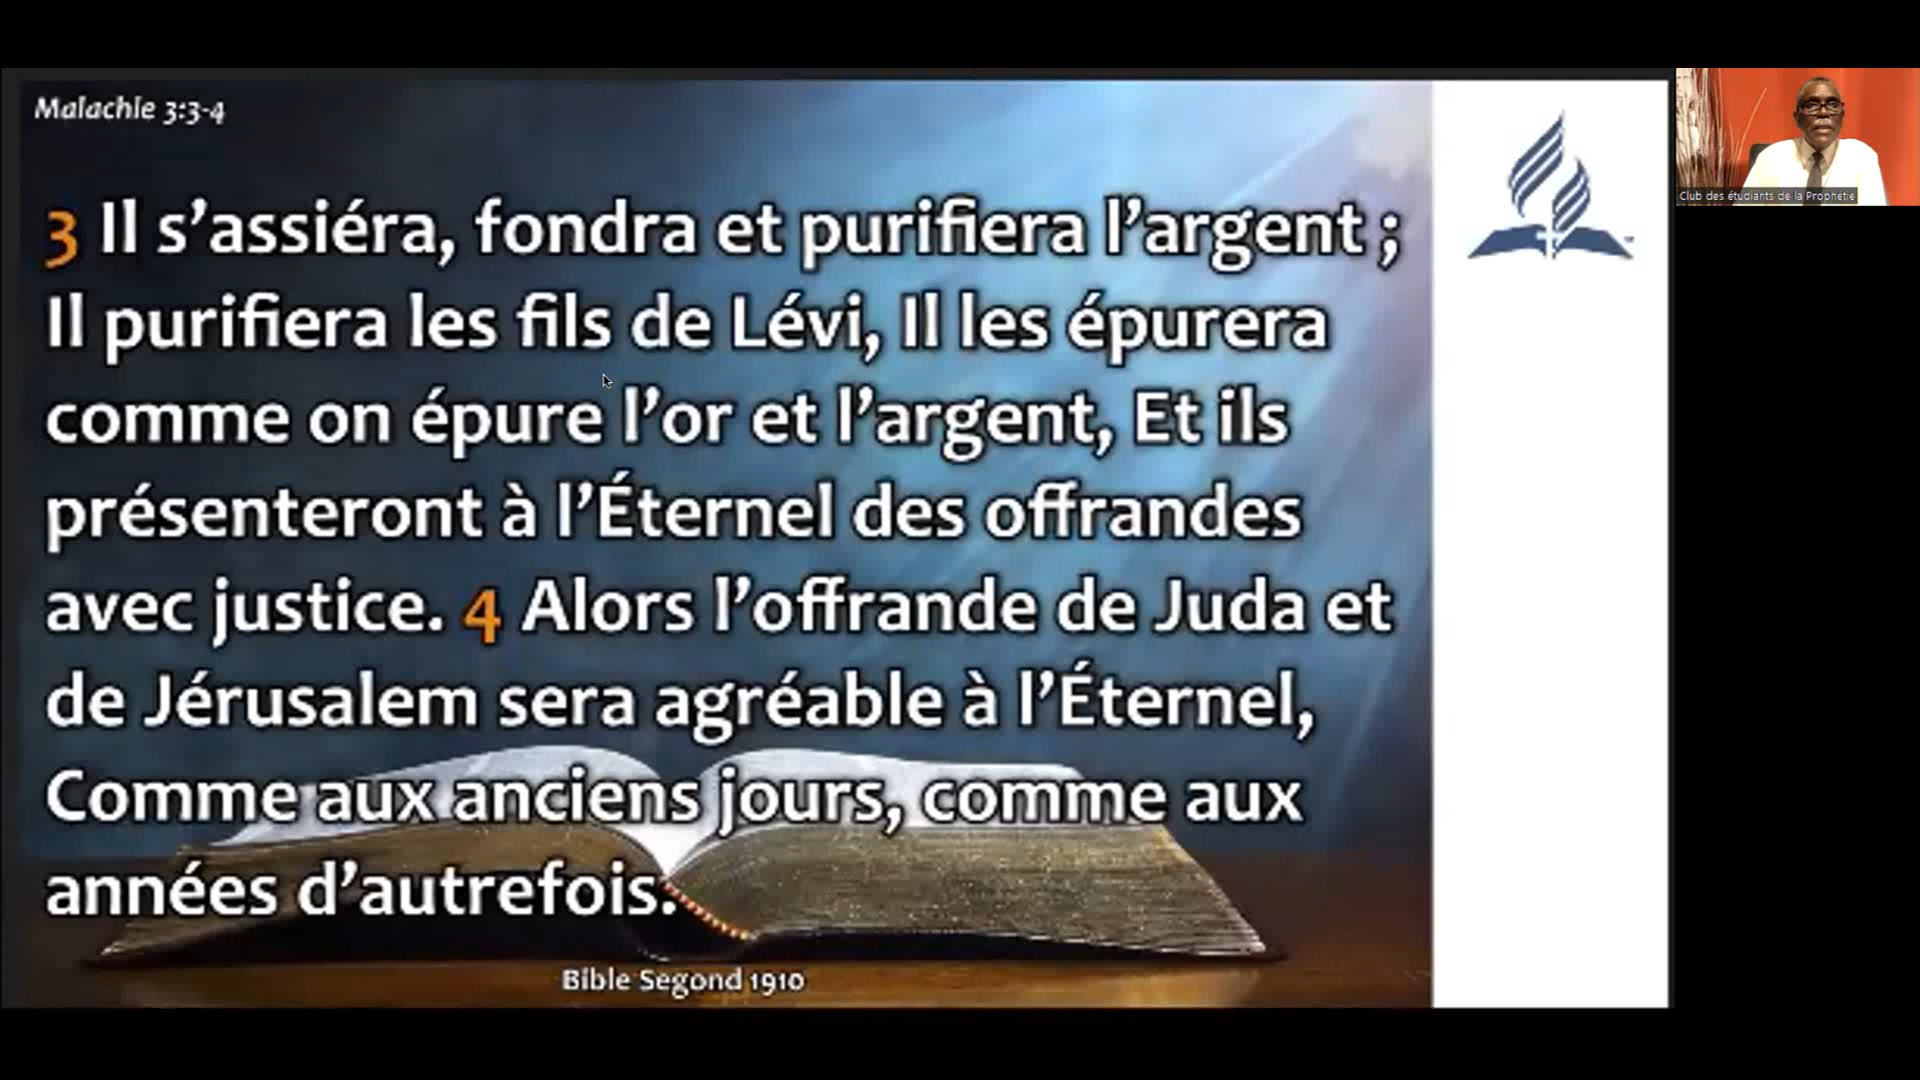 Malachie 3:3-4
3 Il s’assiéra, fondra et purifiera l’argent ;
Il purifiera les fils de Lévi, Il les épurera
comme on épure l’or et l’argent, Et ils
présenteront à l’Éternel des offrandes
avec justice. 4 Alors l’offrande de Juda et
de Jérusalem sera agréable à l’Éternel,
Comme aux anciens jours, comme aux
années d’autrefois.
Bible Segond 1910
Club des étudiants de la Prophétie